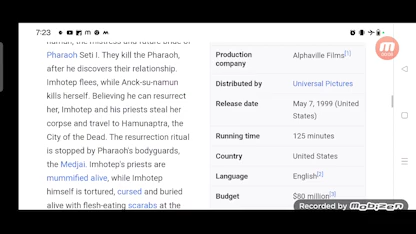 7:23
Pharaoh Seti I. They kill the Pharaoh,
after he discovers their relationship.
Imhotep flees, while Anck-su-namun
kills herself. Believing he can resurrect
her, Imhotep and his priests steal her
corpse and travel to Hamunaptra, the
City of the Dead. The resurrection ritual
is stopped by Pharaoh's bodyguards,
the Medjai. Imhotep's priests are
mummified alive, while Imhotep
himself is tortured, cursed and buried
alive with flesh-eating scarabs at the
Production company Alphaville Films[1]
Distributed by Universal Pictures
Release date May 7, 1999 (United
States)
Running time 125 minutes
Country United States
Language English[2]
Budget $80 million[3]
Recorded by Mobizen